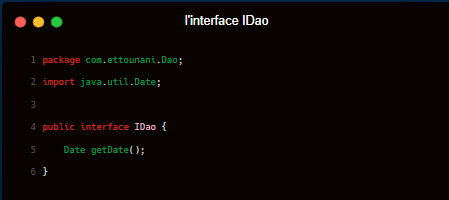 l'interface IDao
1 package com.ettounani.Dao;
2 import java.util.Date;
3
4 public interface IDao {
5     Date getDate();
6 }